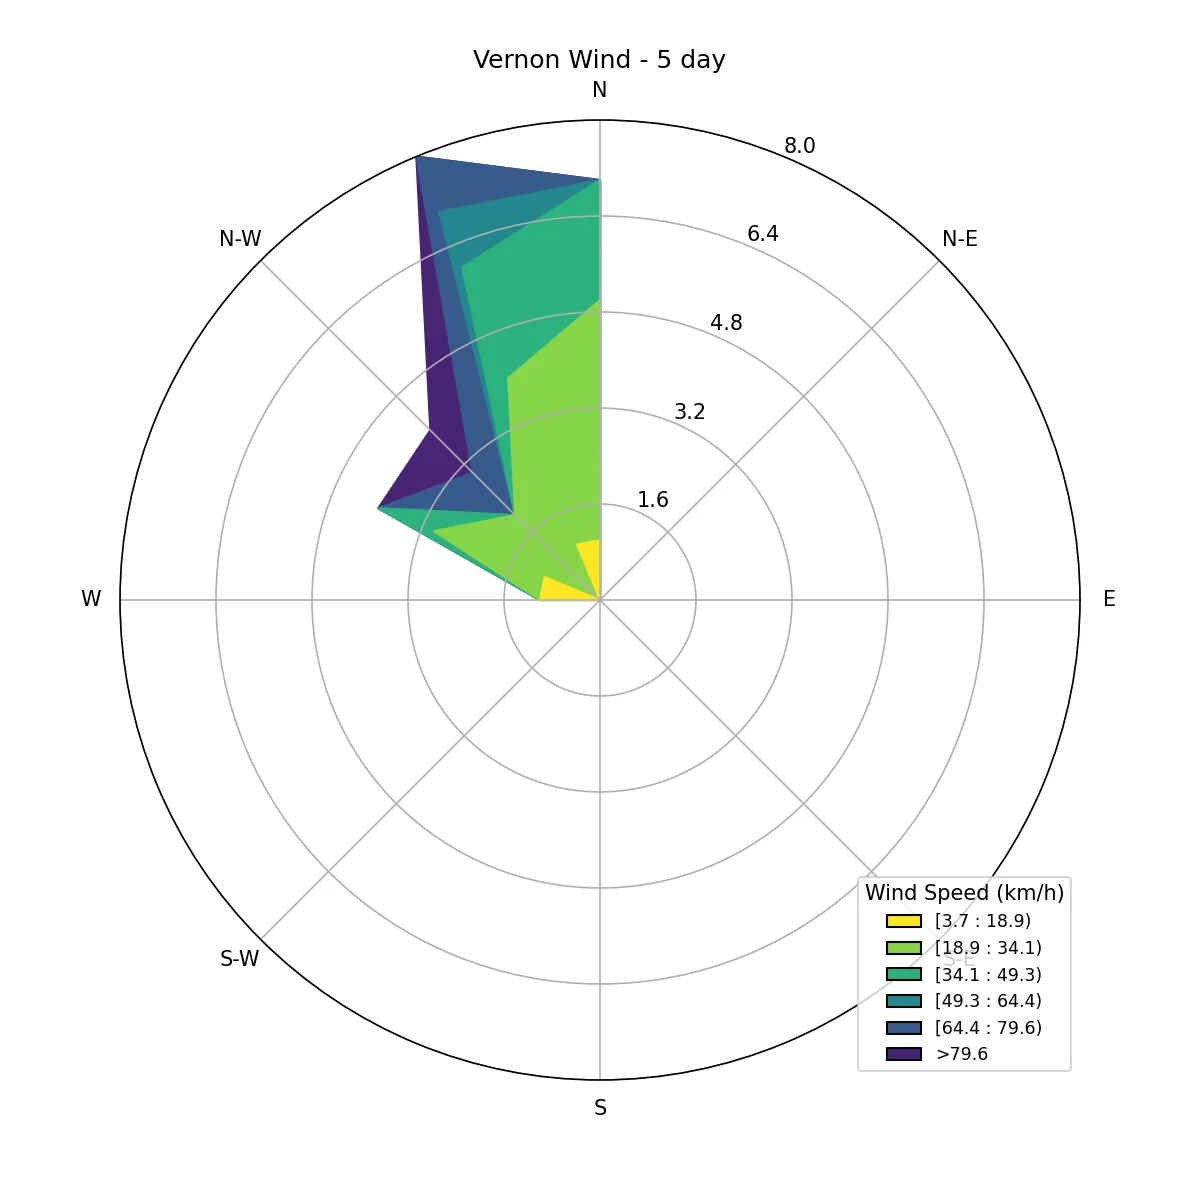 Vernon Wind - 5 day
N
8.0
N-W
N-E
6.4
4.8
3.2
1.6
W
E
Wind Speed (km/h)
[3.7 : 18.9)
[18.9 : 34.1)
S-W
S-E
[34.1 : 49.3)
[49.3 : 64.4)
[64.4 : 79.6)
>79.6
S